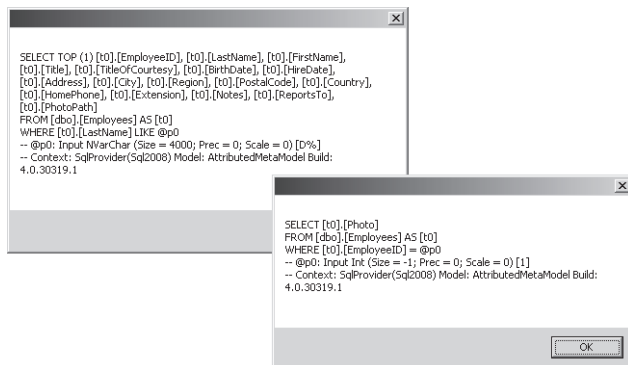 SELECT TOP (1) [t0].[EmployeeID], [t0].[LastName], [t0].[FirstName],
[t0].[Title], [t0].[TitleOfCourtesy], [t0].[BirthDate], [t0].[HireDate],
[t0].[Address], [t0].[City], [t0].[Region], [t0].[PostalCode], [t0].[Country],
[t0].[HomePhone], [t0].[Extension], [t0].[Notes], [t0].[ReportsTo],
[t0].[PhotoPath]
FROM [dbo].[Employees] AS [t0]
WHERE [t0].[LastName] LIKE @p0
-- @p0: Input NVarChar (Size = 4000; Prec = 0; Scale = 0) [D%]
-- Context: SqlProvider(Sql2008) Model: AttributedMetaModel Build:
4.0.30319.1
SELECT [t0].[Photo]
FROM [dbo].[Employees] AS [t0]
WHERE [t0].[EmployeeID] = @p0
-- @p0: Input Int (Size = -1; Prec = 0; Scale = 0) [1]
-- Context: SqlProvider(Sql2008) Model: AttributedMetaModel Build:
4.0.30319.1
OK